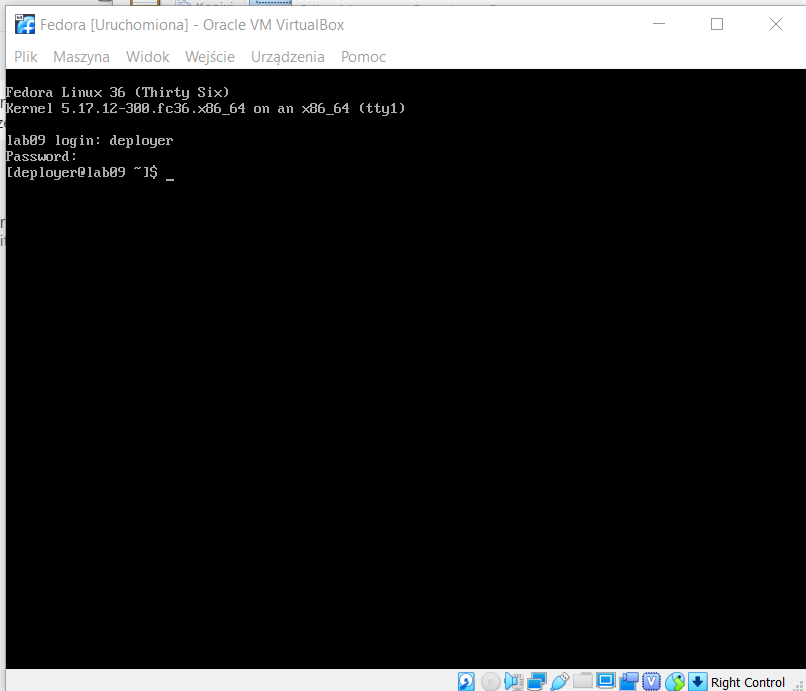 Fedora [Uruchomiona] - Oracle VM VirtualBox
Plik Maszyna Widok Wejście Urządzenia Pomoc
Fedora Linux 36 (Thirty Six)
Kernel 5.17.12-300.fc36.x86_64 on an x86_64 (tty1)
lab09 login: deployer
Password:
[deployer@lab09 ~]$ _
Right Control